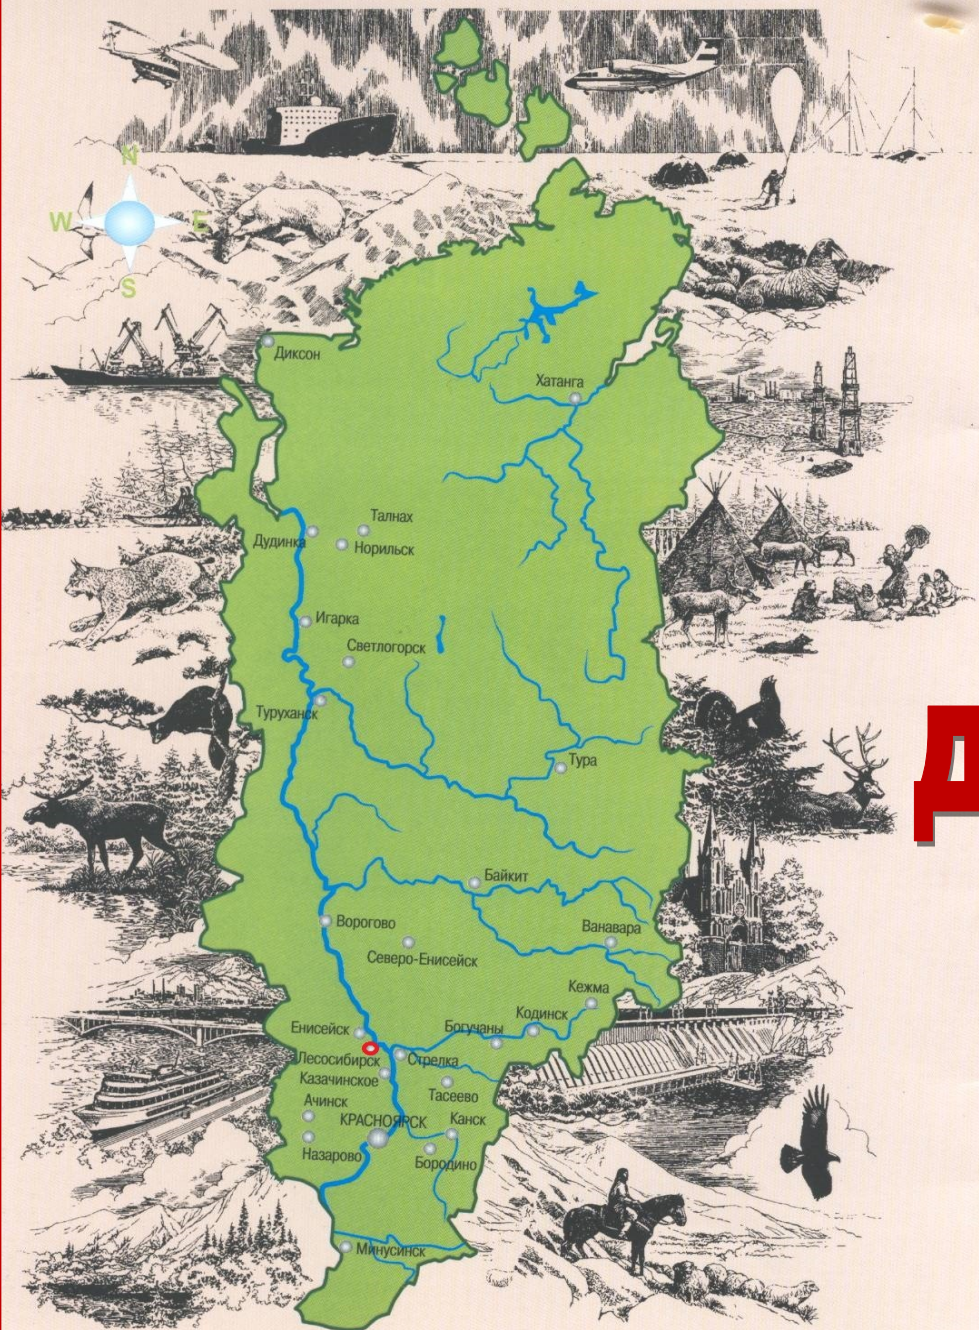 N
W
E
S
Диксон
Хатанга
Талнах
Дудинка
Норильск
Игарка
Светлогорск
Туруханск
Тура
Д
Байкит
Ворогово
Ванавара
Северо-Енисейск
Кежма
Кодинск
Енисейск
Богучаны
Лесосибирск
Стрелка
Казачинское
Тасеево
Ачинск
КРАСНОЯРСК
Канск
Назарово
Бородино
Минусинск